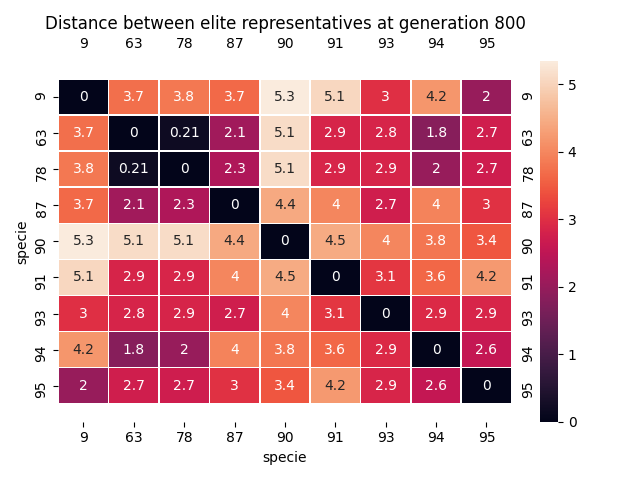 Distance between elite representatives at generation 800
9 63 78 87 90 91 93 94 95
9 0 3.7 3.8 3.7 5.3 5.1 3 4.2 2 9
63 3.7 0 0.21 2.1 5.1 2.9 2.8 1.8 2.7 63
78 3.8 0.21 0 2.3 5.1 2.9 2.9 2 2.7 78
87 3.7 2.1 2.3 0 4.4 4 2.7 4 3 87
90 5.3 5.1 5.1 4.4 0 4.5 4 3.8 3.4 90
91 5.1 2.9 2.9 4 4.5 0 3.1 3.6 4.2 91
93 3 2.8 2.9 2.7 4 3.1 0 2.9 2.9 93
94 4.2 1.8 2 4 3.8 3.6 2.9 0 2.6 94
95 2 2.7 2.7 3 3.4 4.2 2.9 2.6 0 95
9 63 78 87 90 91 93 94 95
specie
specie
5
4
3
2
1
0